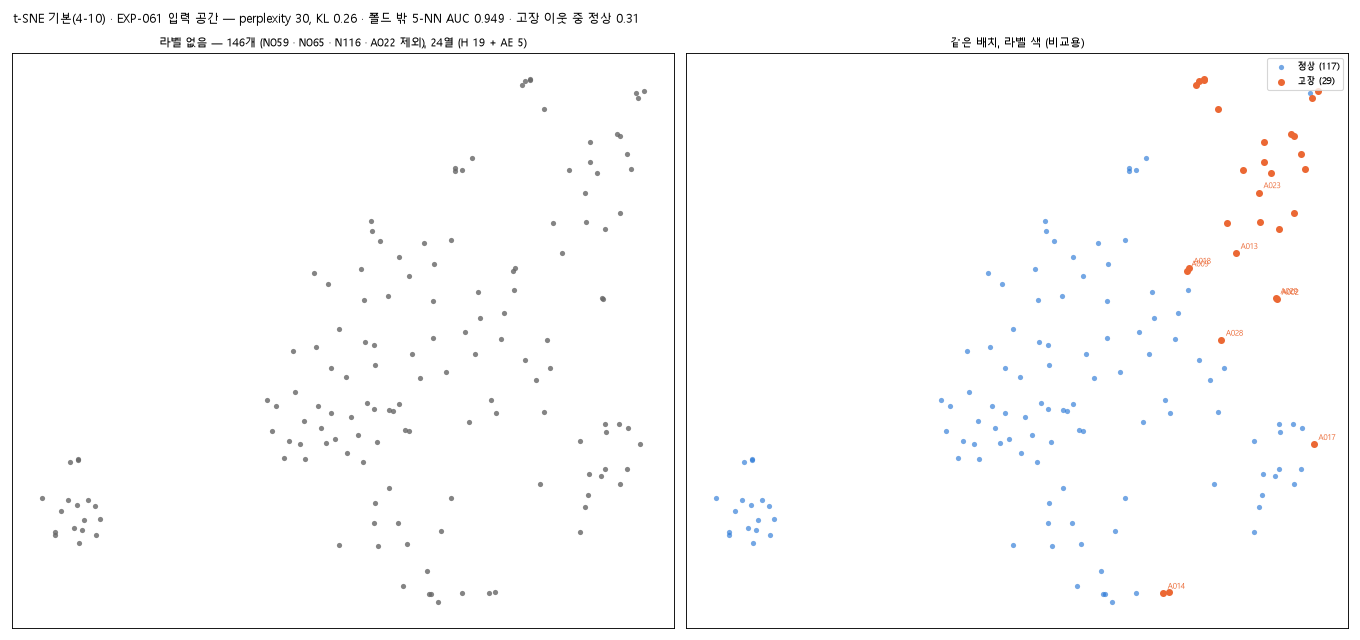 t-SNE 기본(4-10) · EXP-061 입력 공간 — perplexity 30, KL 0.26 · 폴드 밖 5-NN AUC 0.949 · 고장 이웃 중 정상 0.31
라벨 없음 — 146개 (N059 · N065 · N116 · A022 제외), 24열 (H 19 + AE 5)
같은 배치, 라벨 색 (비교용)
정상 (117)
고장 (29)
A023
A013
A028
A017
A014